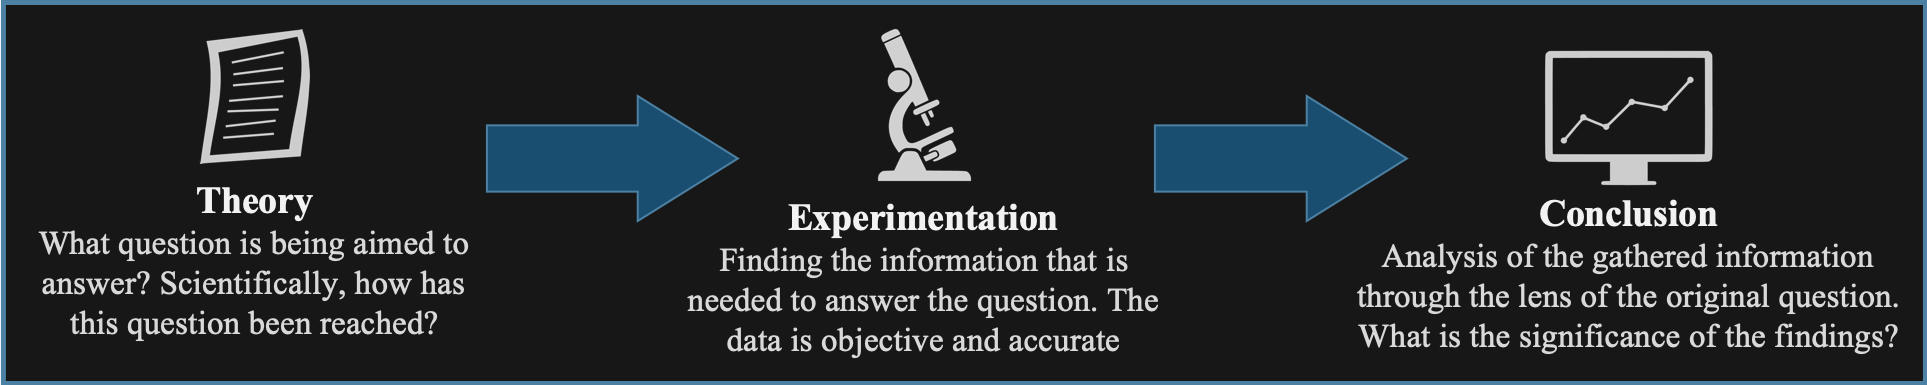 Theory
What question is being aimed to
answer? Scientifically, how has
this question been reached?
Experimentation
Finding the information that is
needed to answer the question. The
data is objective and accurate
Conclusion
Analysis of the gathered information
through the lens of the original question.
What is the significance of the findings?